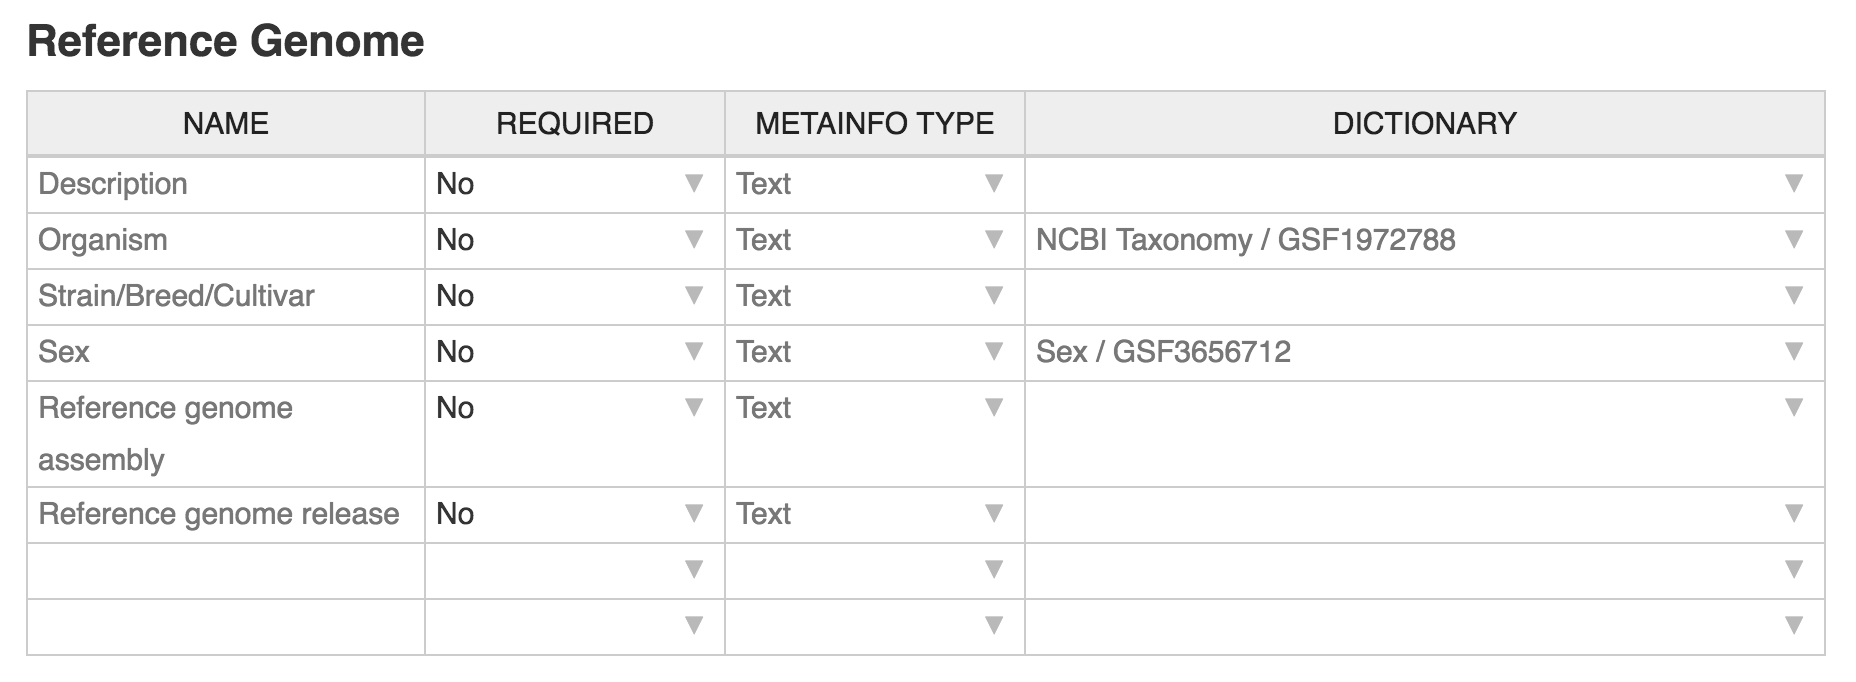 Reference Genome
NAME REQUIRED METAINFO TYPE DICTIONARY
Description No Text
Organism No Text NCBI Taxonomy / GSF1972788
Strain/Breed/Cultivar No Text
Sex No Text Sex / GSF3656712
Reference genome No Text
assembly
Reference genome release No Text